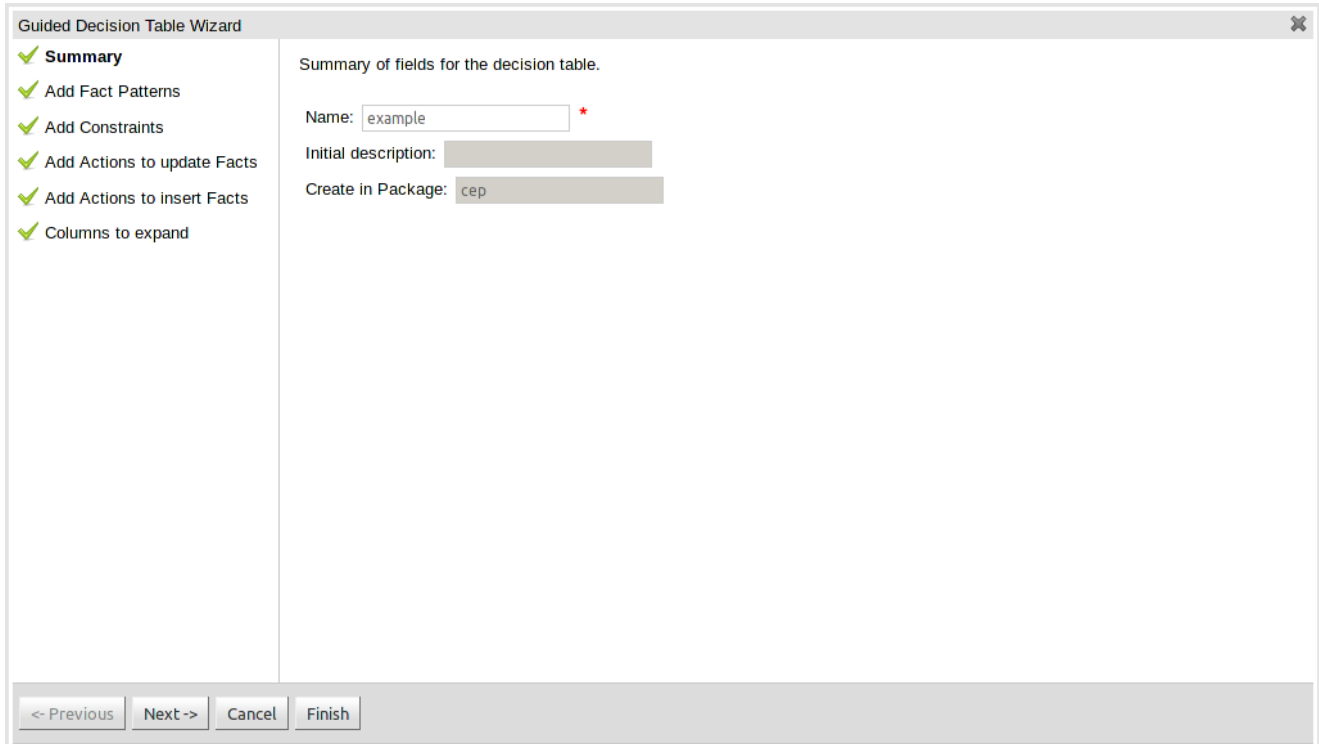 Guided Decision Table Wizard
Summary
Add Fact Patterns
Add Constraints
Add Actions to update Facts
Add Actions to insert Facts
Columns to expand
Summary of fields for the decision table.
Name: example *
Initial description:
Create in Package: cep
<- Previous Next -> Cancel Finish